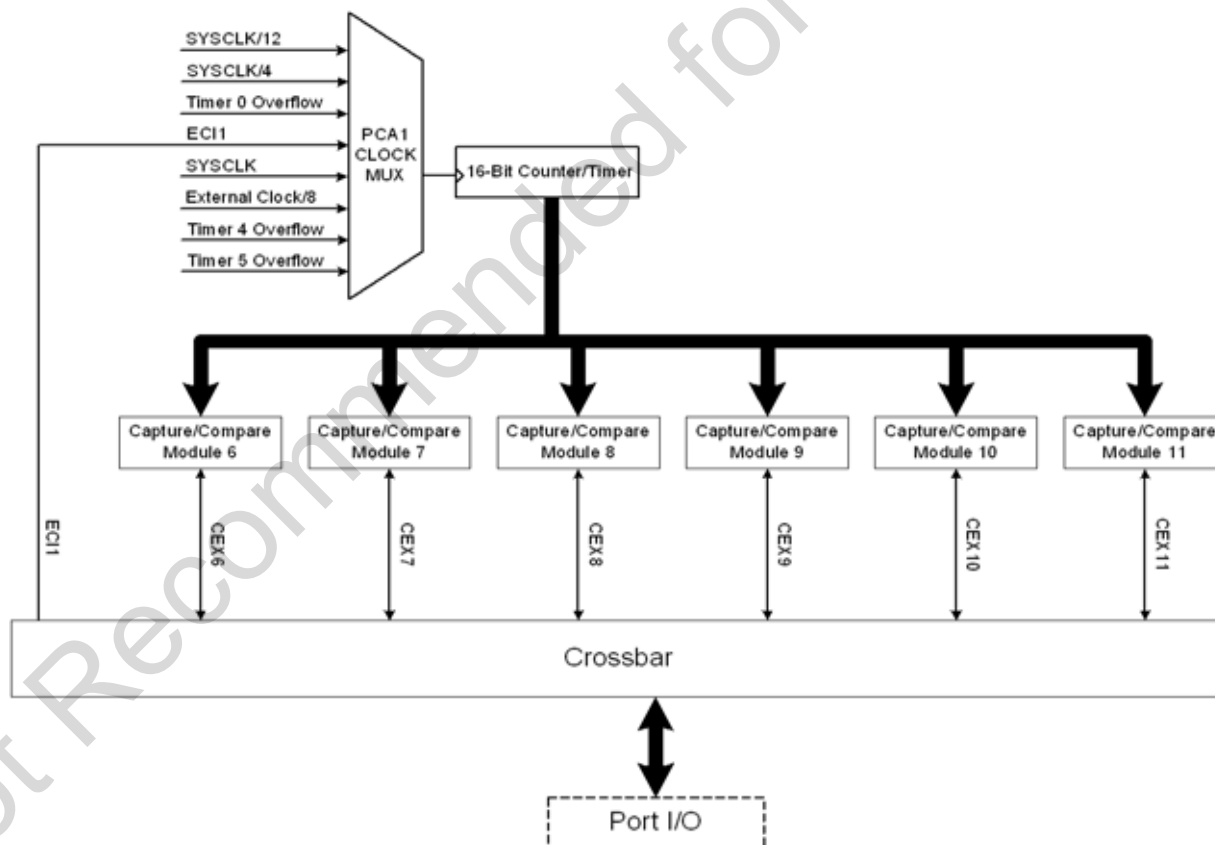 SYSCLK/12
SYSCLK/4
Timer 0 Overflow
ECI1
SYSCLK
External Clock/8
Timer 4 Overflow
Timer 5 Overflow
PCA1
CLOCK
MUX
16-Bit Counter/Timer
Capture/Compare
Module 6
Capture/Compare
Module 7
Capture/Compare
Module 8
Capture/Compare
Module 9
Capture/Compare
Module 10
Capture/Compare
Module 11
ECI1
CEX6
CEX7
CEX8
CEX9
CEX10
CEX11
Crossbar
Port I/O
ot Recommended for